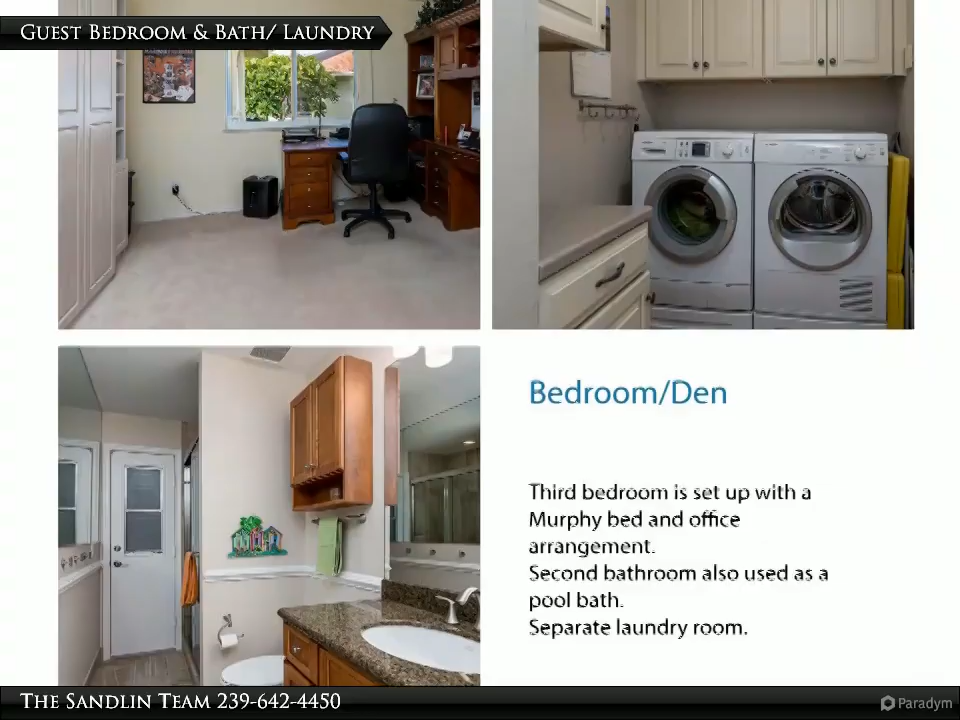 Guest Bedroom & Bath/ Laundry
Bedroom/Den
Third bedroom is set up with a
Murphy bed and office
arrangement.
Second bathroom also used as a
pool bath.
Separate laundry room.
The Sandlin Team 239-642-4450
Paradym